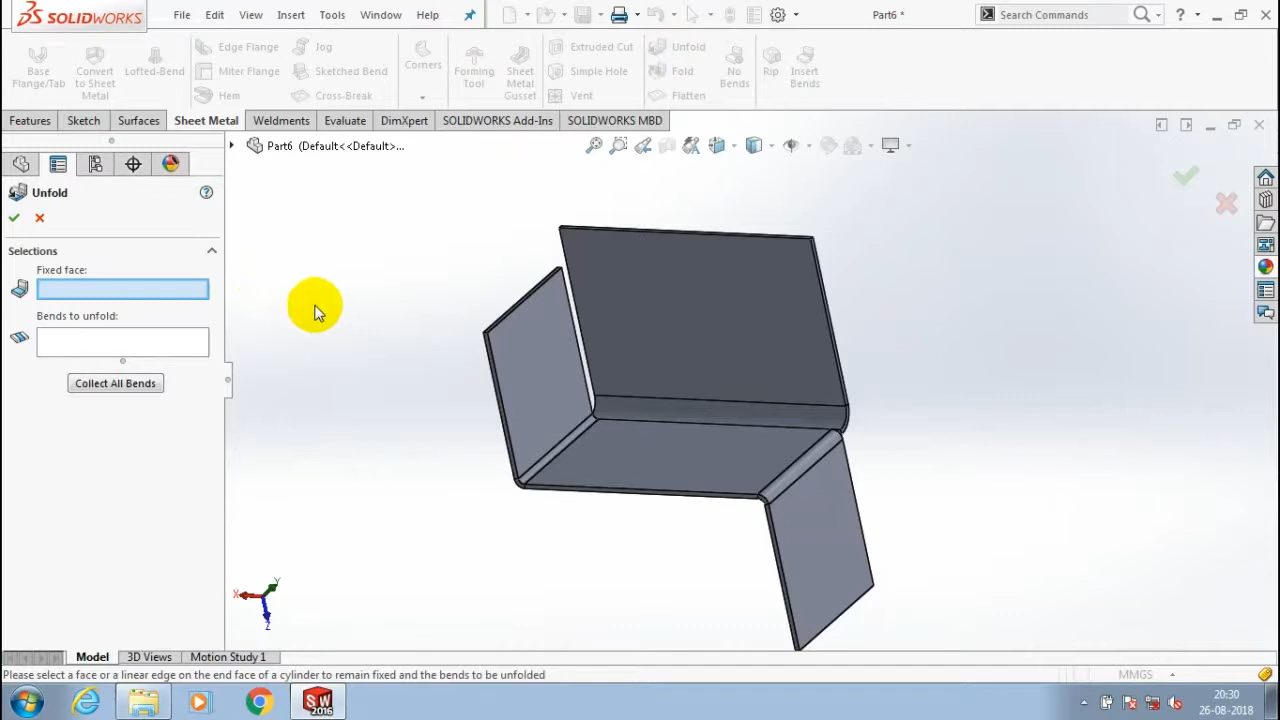 SOLIDWORKS File Edit View Insert Tools Window Help Part6 * Search Commands ?
Base Flange/Tab
Convert to Sheet Metal
Lofted-Bend
Edge Flange
Miter Flange
Hem
Jog
Sketched Bend
Cross-Break
Corners
Forming Tool
Sheet Metal Gusset
Extruded Cut
Simple Hole
Vent
Unfold
Fold
Flatten
No Bends
Rip
Insert Bends
Features Sketch Surfaces Sheet Metal Weldments Evaluate DimXpert SOLIDWORKS Add-Ins SOLIDWORKS MBD
Part6 (Default<<Default>...
Unfold
Selections
Fixed face:
Bends to unfold:
Collect All Bends
X Y Z
Model 3D Views Motion Study 1
Please select a face or a linear edge on the end face of a cylinder to remain fixed and the bends to be unfolded MMGS
SW 2016
20:30
26-08-2018